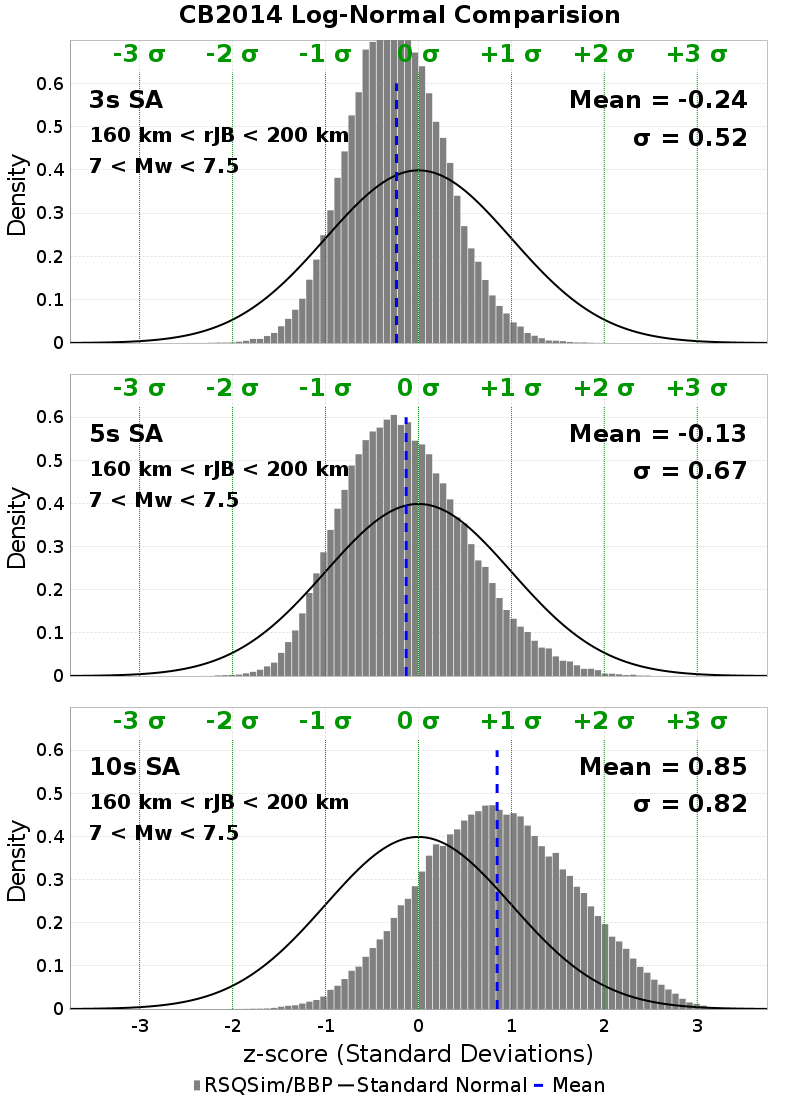 CB2014 Log-Normal Comparision
-3 σ -2 σ -1 σ 0 σ +1 σ +2 σ +3 σ
3s SA Mean = -0.24
160 km < rJB < 200 km σ = 0.52
7 < Mw < 7.5
0.6
0.5
0.4
0.3
0.2
0.1
0
Density
-3 σ -2 σ -1 σ 0 σ +1 σ +2 σ +3 σ
5s SA Mean = -0.13
160 km < rJB < 200 km σ = 0.67
7 < Mw < 7.5
0.6
0.5
0.4
0.3
0.2
0.1
0
Density
-3 σ -2 σ -1 σ 0 σ +1 σ +2 σ +3 σ
10s SA Mean = 0.85
160 km < rJB < 200 km σ = 0.82
7 < Mw < 7.5
0.6
0.5
0.4
0.3
0.2
0.1
0
Density
-3 -2 -1 0 1 2 3
z-score (Standard Deviations)
RSQSim/BBP Standard Normal Mean